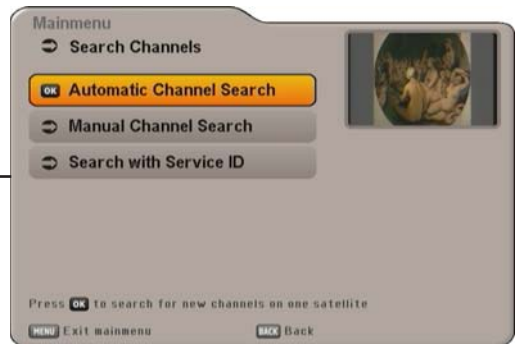 Mainmenu
Search Channels
OK Automatic Channel Search
Manual Channel Search
Search with Service ID
Press OK to search for new channels on one satellite
MENU Exit mainmenu BACK Back